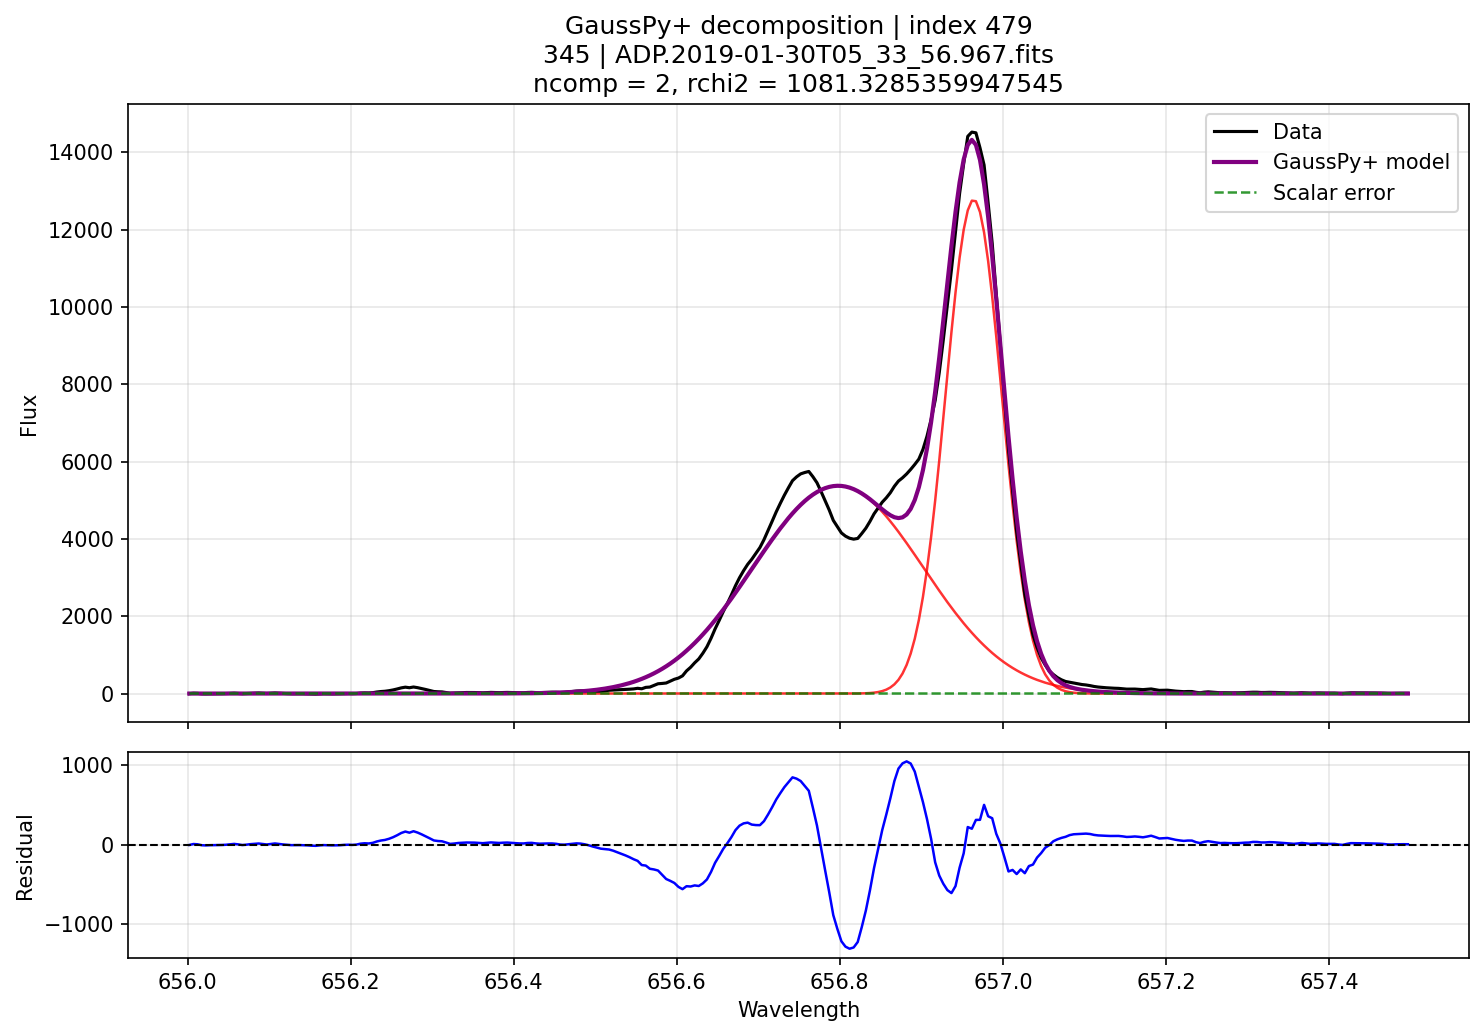 GaussPy+ decomposition | index 479
345 | ADP.2019-01-30T05_33_56.967.fits
ncomp = 2, rchi2 = 1081.3285359947545
Data
GaussPy+ model
Scalar error
14000
12000
10000
8000
6000
4000
2000
0
Flux
1000
0
−1000
Residual
656.0 656.2 656.4 656.6 656.8 657.0 657.2 657.4
Wavelength